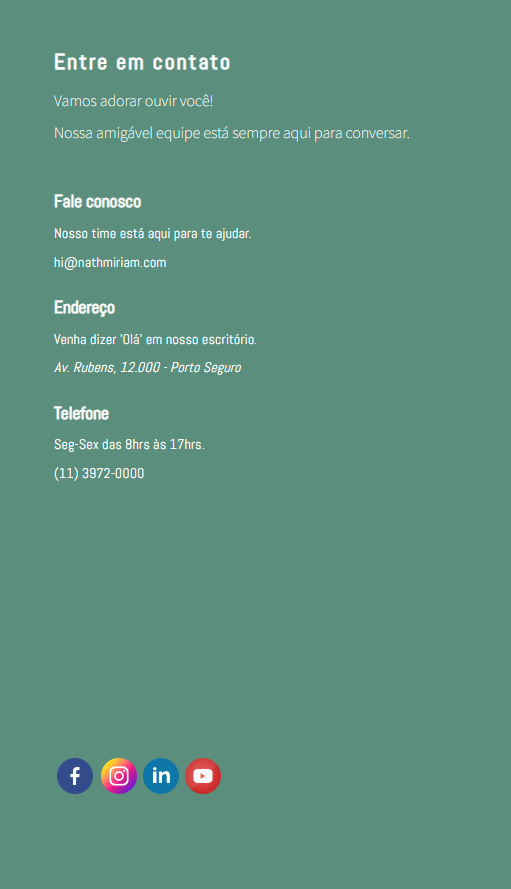 Entre em contato
Vamos adorar ouvir você!
Nossa amigável equipe está sempre aqui para conversar.
Fale conosco
Nosso time está aqui para te ajudar.
hi@nathmiriam.com
Endereço
Venha dizer 'Olá' em nosso escritório.
Av. Rubens, 12.000 - Porto Seguro
Telefone
Seg-Sex das 8hrs às 17hrs.
(11) 3972-0000